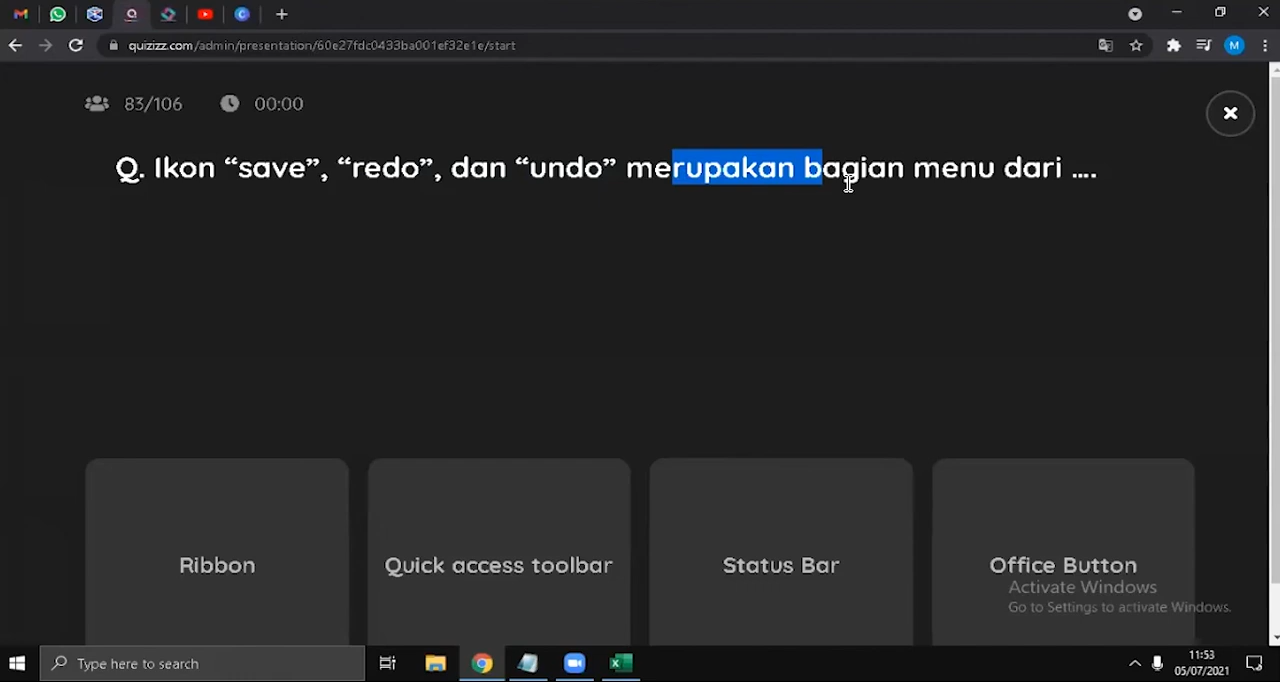 quizizz.com/admin/presentation/60e27fdc0433ba001ef32e1e/start
M
83/106 00:00
Q. Ikon “save”, “redo”, dan “undo” merupakan bagian menu dari ....
Ribbon
Quick access toolbar
Status Bar
Office Button
Activate Windows
Go to Settings to activate Windows.
Type here to search
11:53
05/07/2021